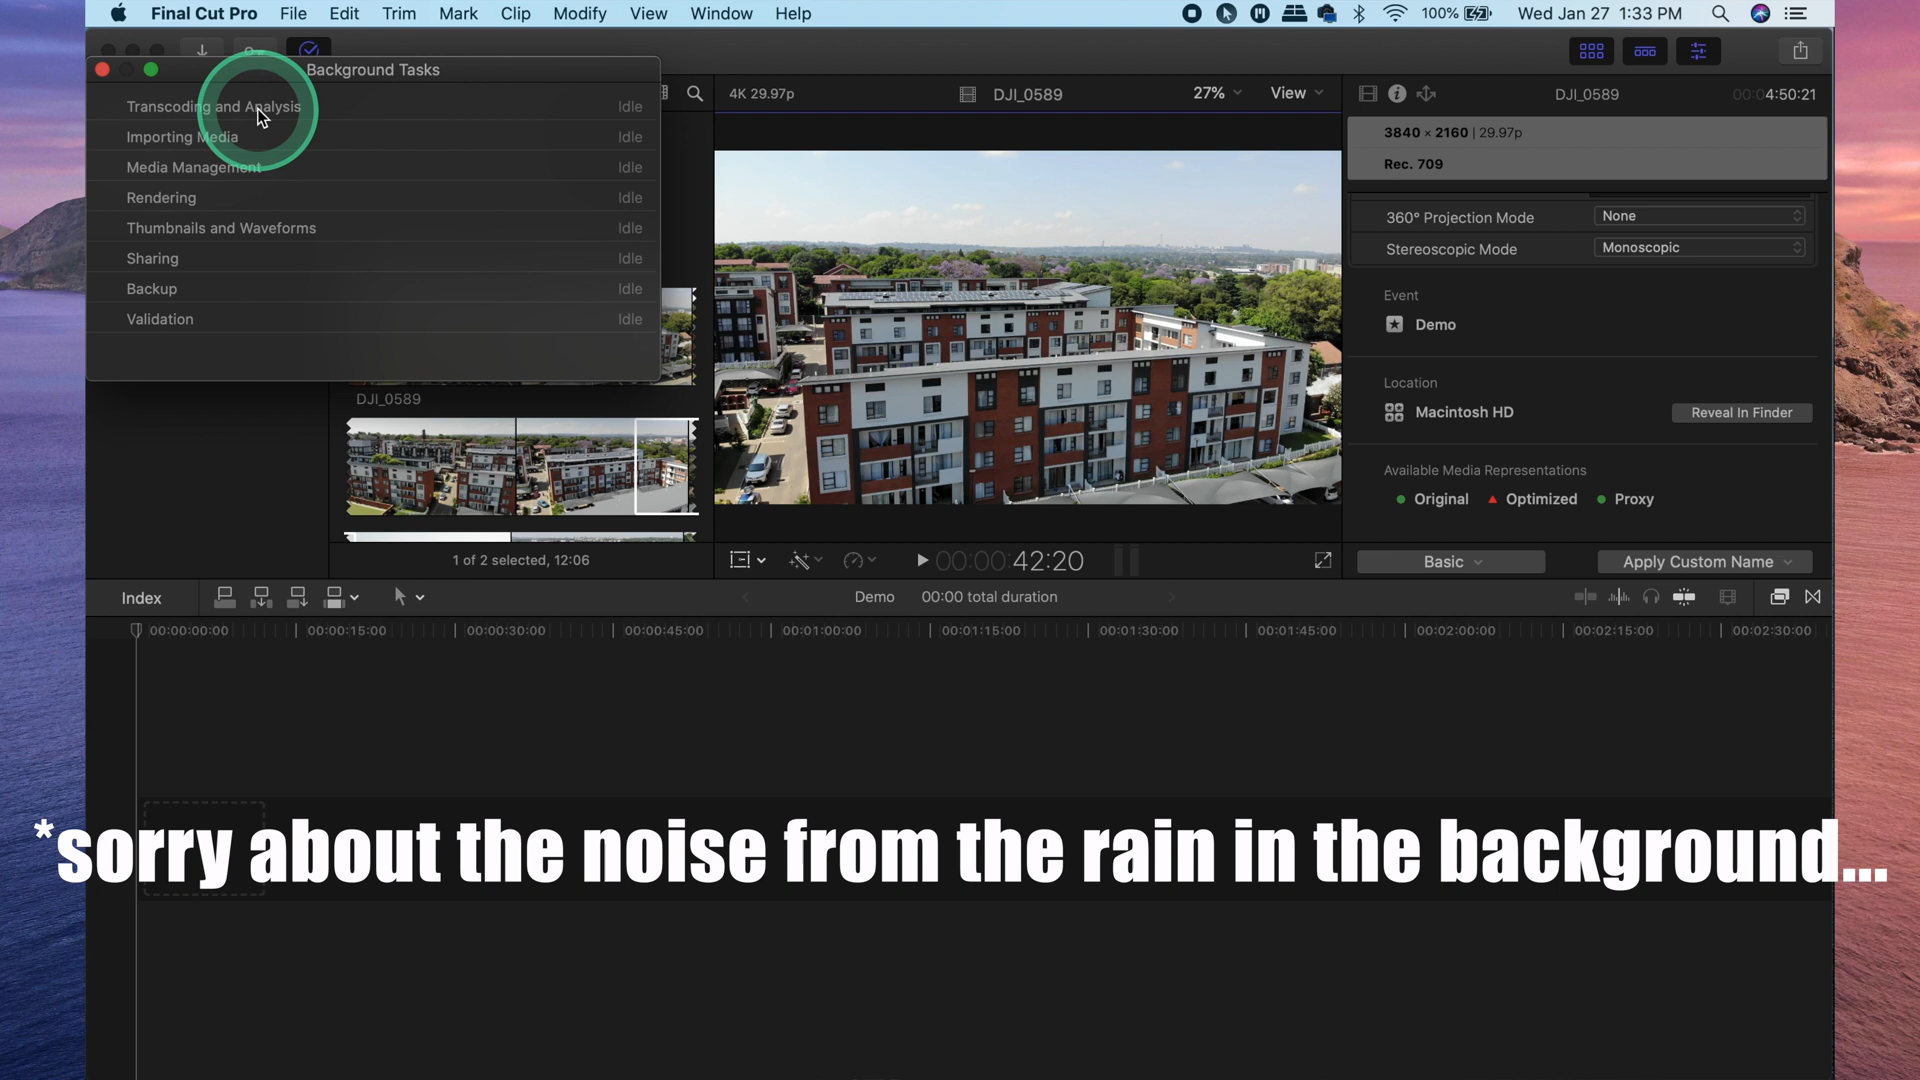 Final Cut Pro File Edit Trim Mark Clip Modify View Window Help 100% Wed Jan 27 1:33 PM
Background Tasks
Transcoding and Analysis Idle
Importing Media Idle
Media Management Idle
Rendering Idle
Thumbnails and Waveforms Idle
Sharing Idle
Backup Idle
Validation Idle
DJI_0589
1 of 2 selected, 12:06
4K 29.97p DJI_0589 27% View
00:00:00:42:20
DJI_0589 00:04:50:21
3840 × 2160 | 29.97p
Rec. 709
360° Projection Mode None
Stereoscopic Mode Monoscopic
Event
Demo
Location
Macintosh HD Reveal In Finder
Available Media Representations
Original Optimized Proxy
Basic Apply Custom Name
Index Demo 00:00 total duration
00:00:00:00 00:00:15:00 00:00:30:00 00:00:45:00 00:01:00:00 00:01:15:00 00:01:30:00 00:01:45:00 00:02:00:00 00:02:15:00 00:02:30:00
*sorry about the noise from the rain in the background...